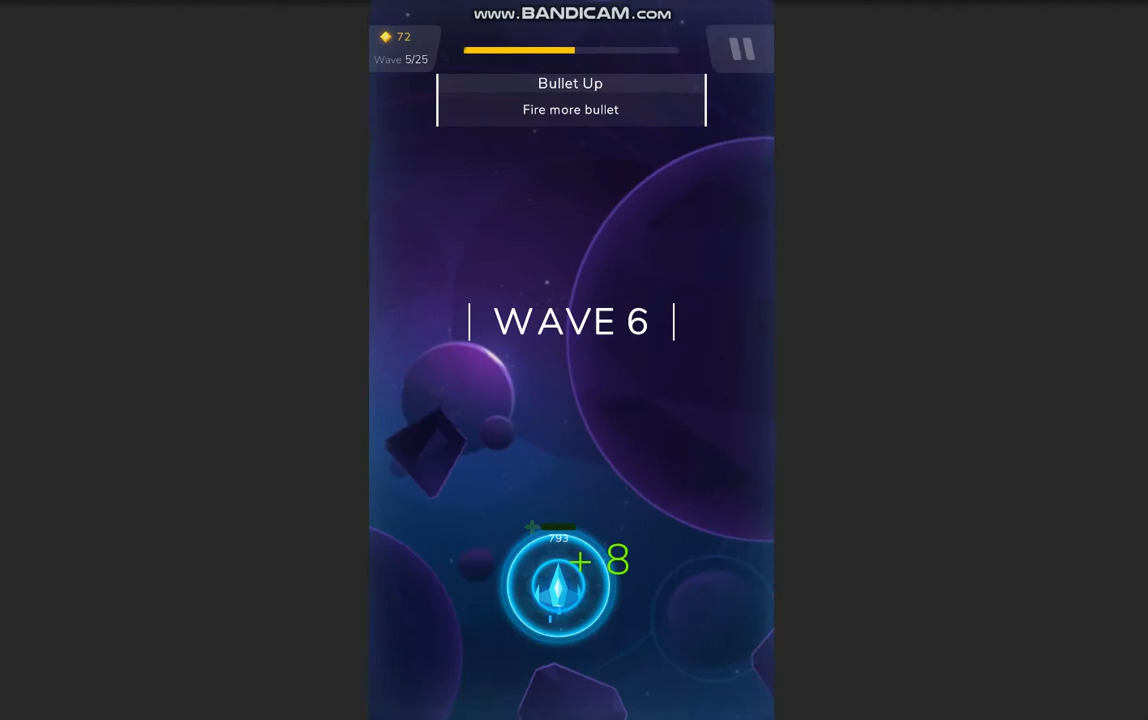 www.BANDICAM.com
72
Wave 5/25
Bullet Up
Fire more bullet
WAVE 6
793
+ 8